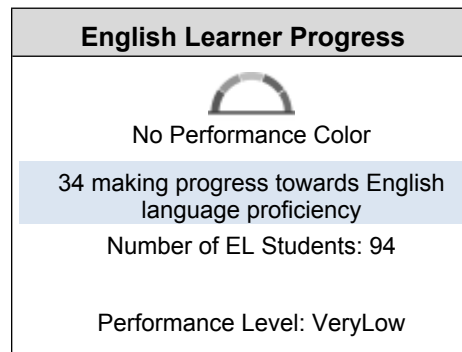 English Learner Progress
No Performance Color
34 making progress towards English
language proficiency
Number of EL Students: 94
Performance Level: VeryLow